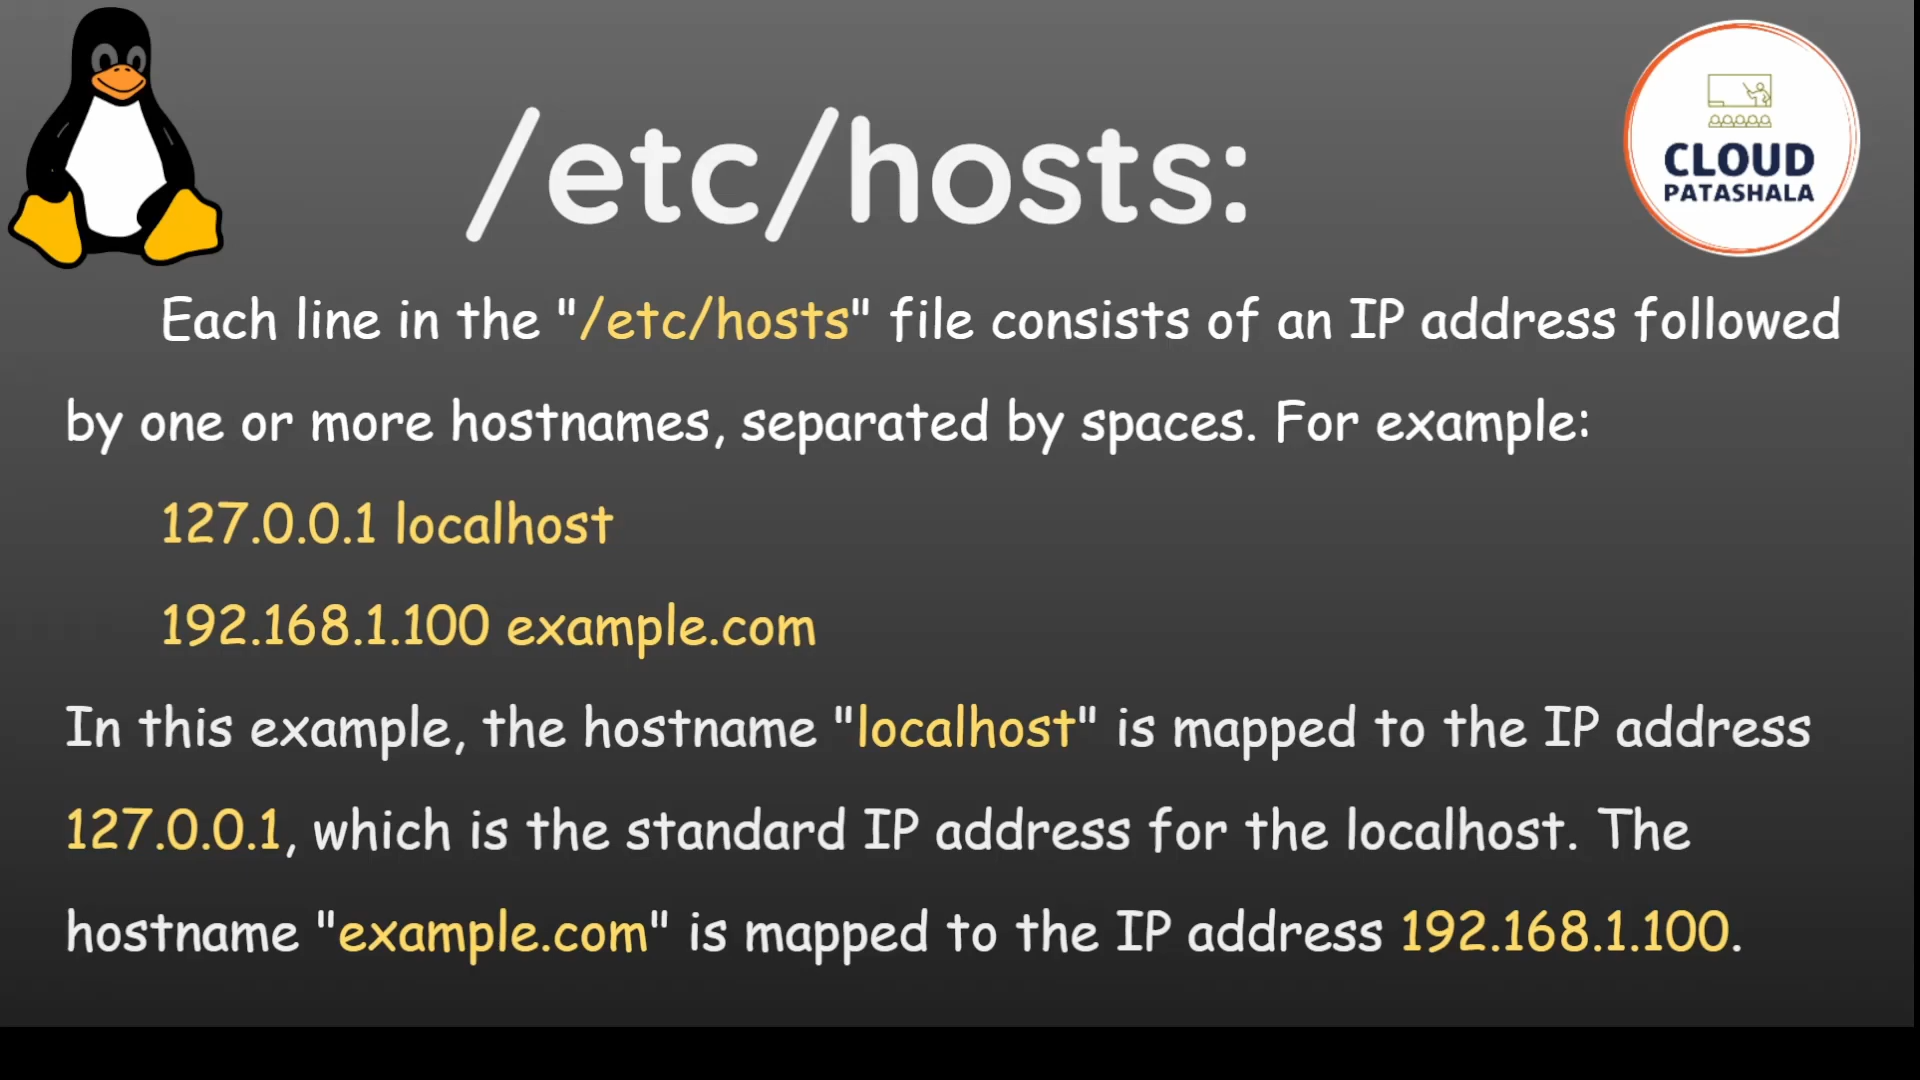 /etc/hosts:
CLOUD
PATASHALA
Each line in the "/etc/hosts" file consists of an IP address followed
by one or more hostnames, separated by spaces. For example:
127.0.0.1 localhost
192.168.1.100 example.com
In this example, the hostname "localhost" is mapped to the IP address
127.0.0.1, which is the standard IP address for the localhost. The
hostname "example.com" is mapped to the IP address 192.168.1.100.